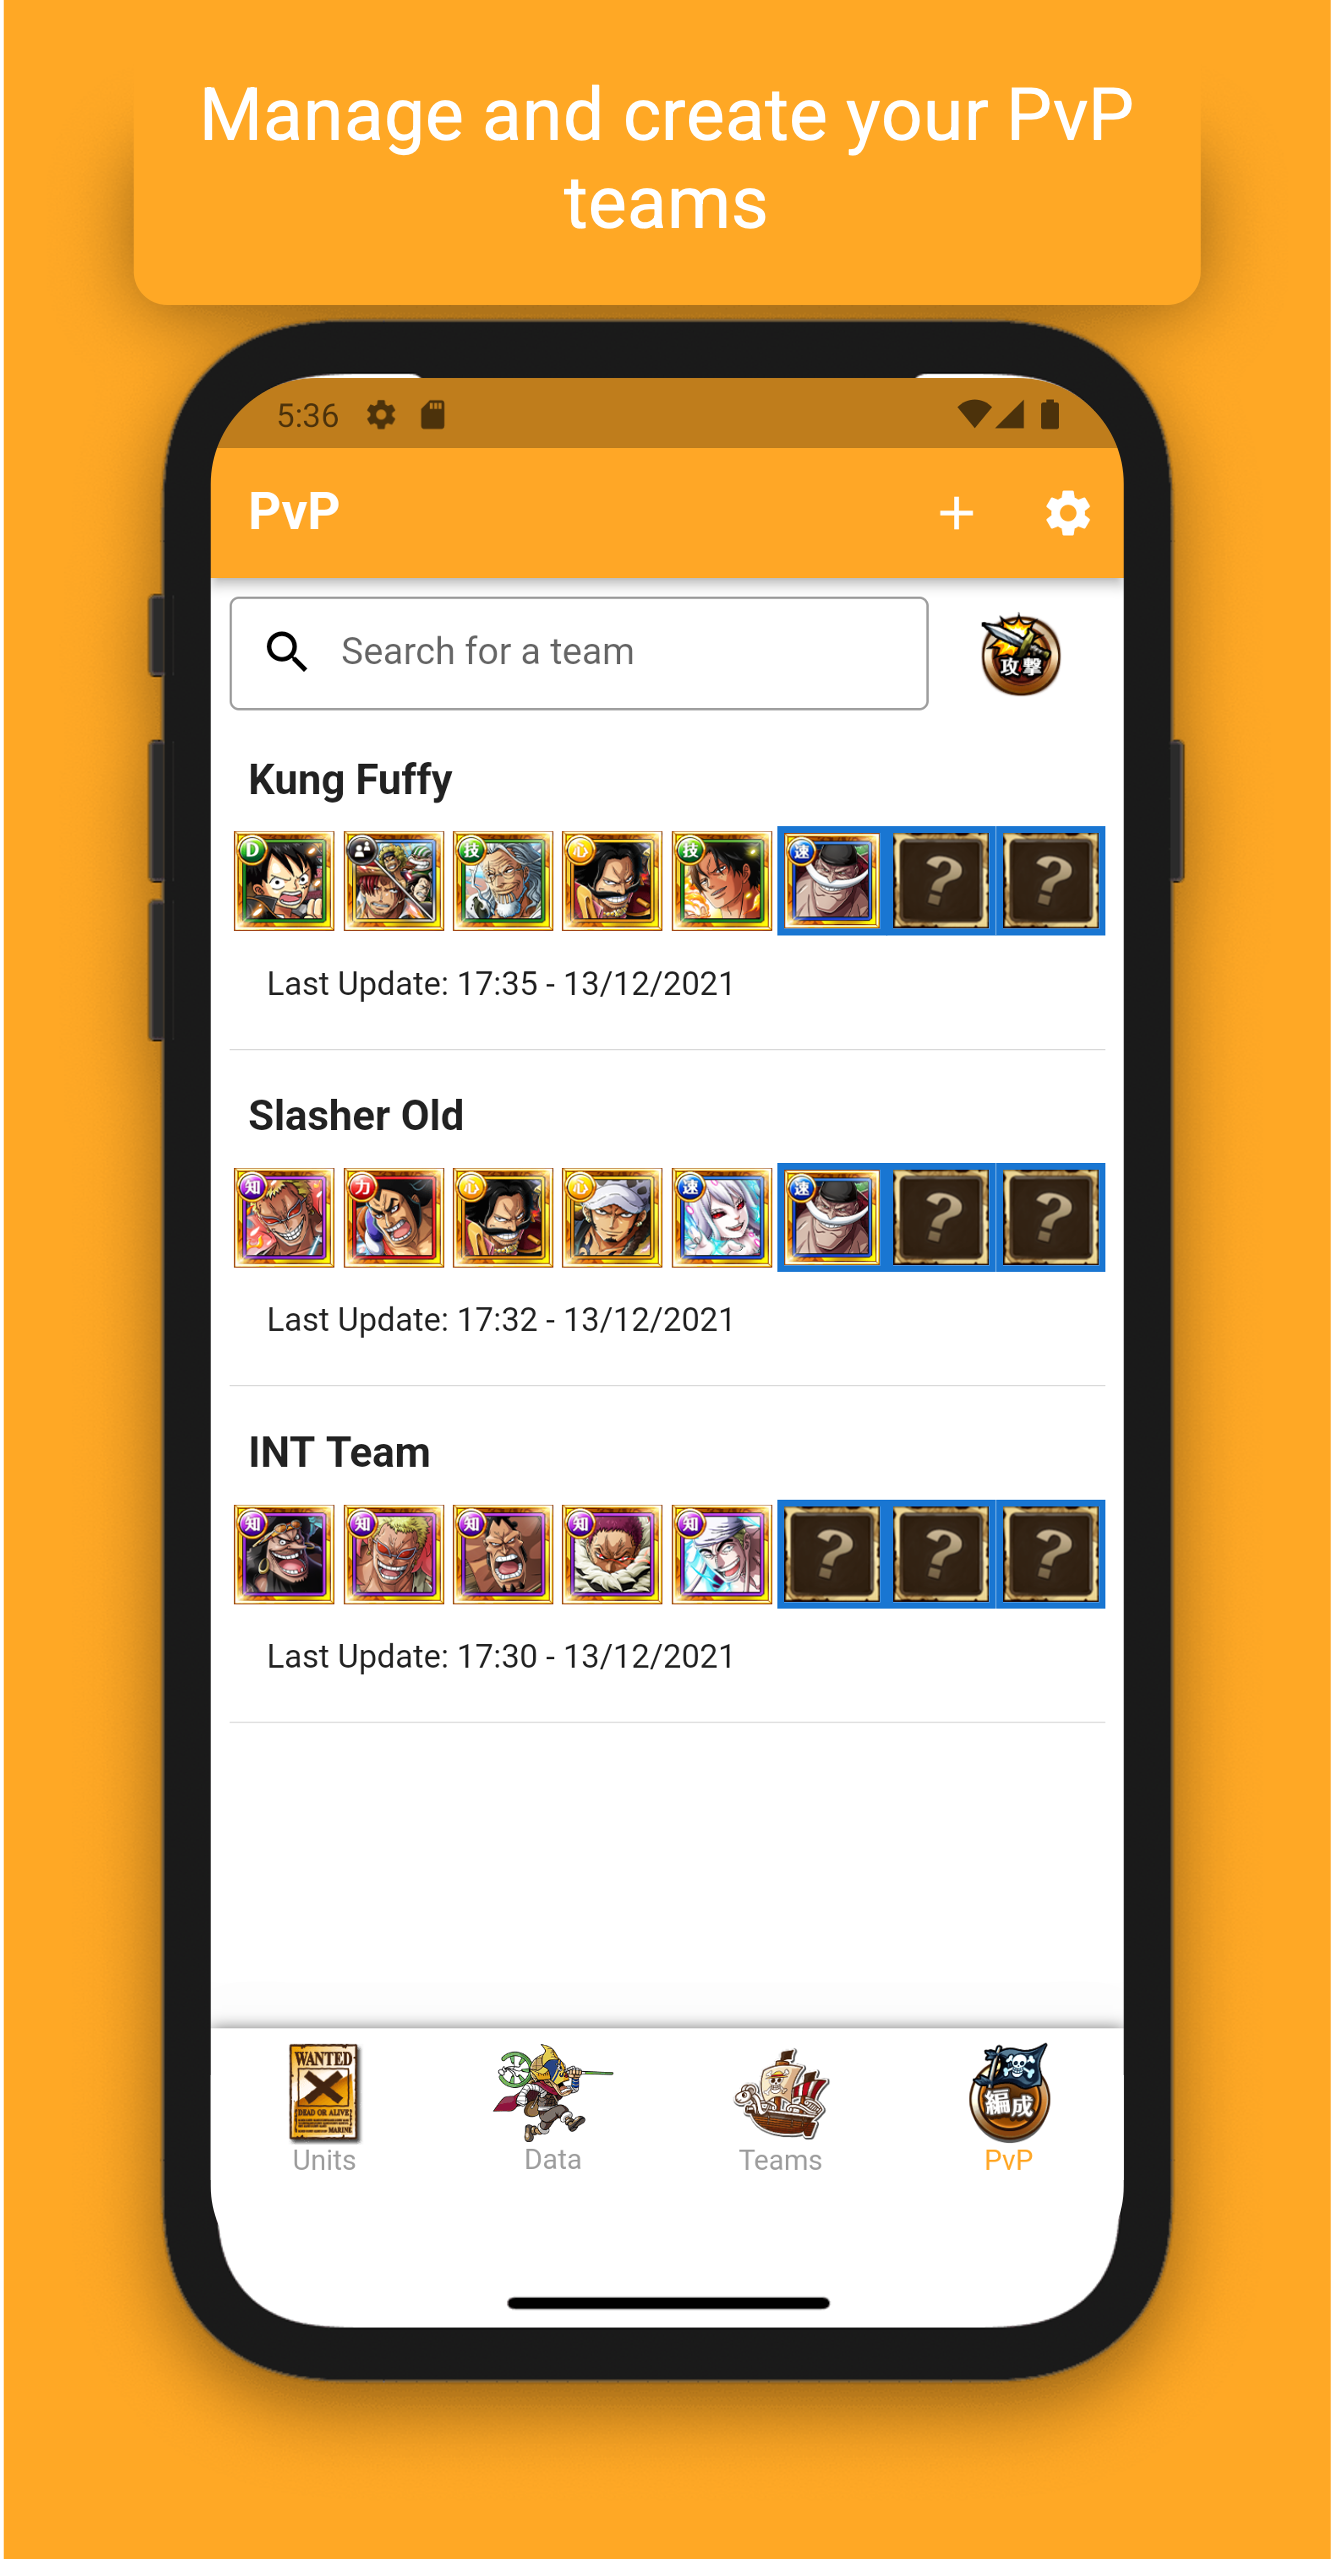 Manage and create your PvP
teams
5:36
PvP
Search for a team
攻撃
Kung Fuffy
D 技 心 技 速 ? ?
Last Update: 17:35 - 13/12/2021
Slasher Old
知 力 心 心 速 速 ? ?
Last Update: 17:32 - 13/12/2021
INT Team
知 知 知 知 知 ? ? ?
Last Update: 17:30 - 13/12/2021
WANTED
DEAD OR ALIVE
MARINE
編成
Units Data Teams PvP